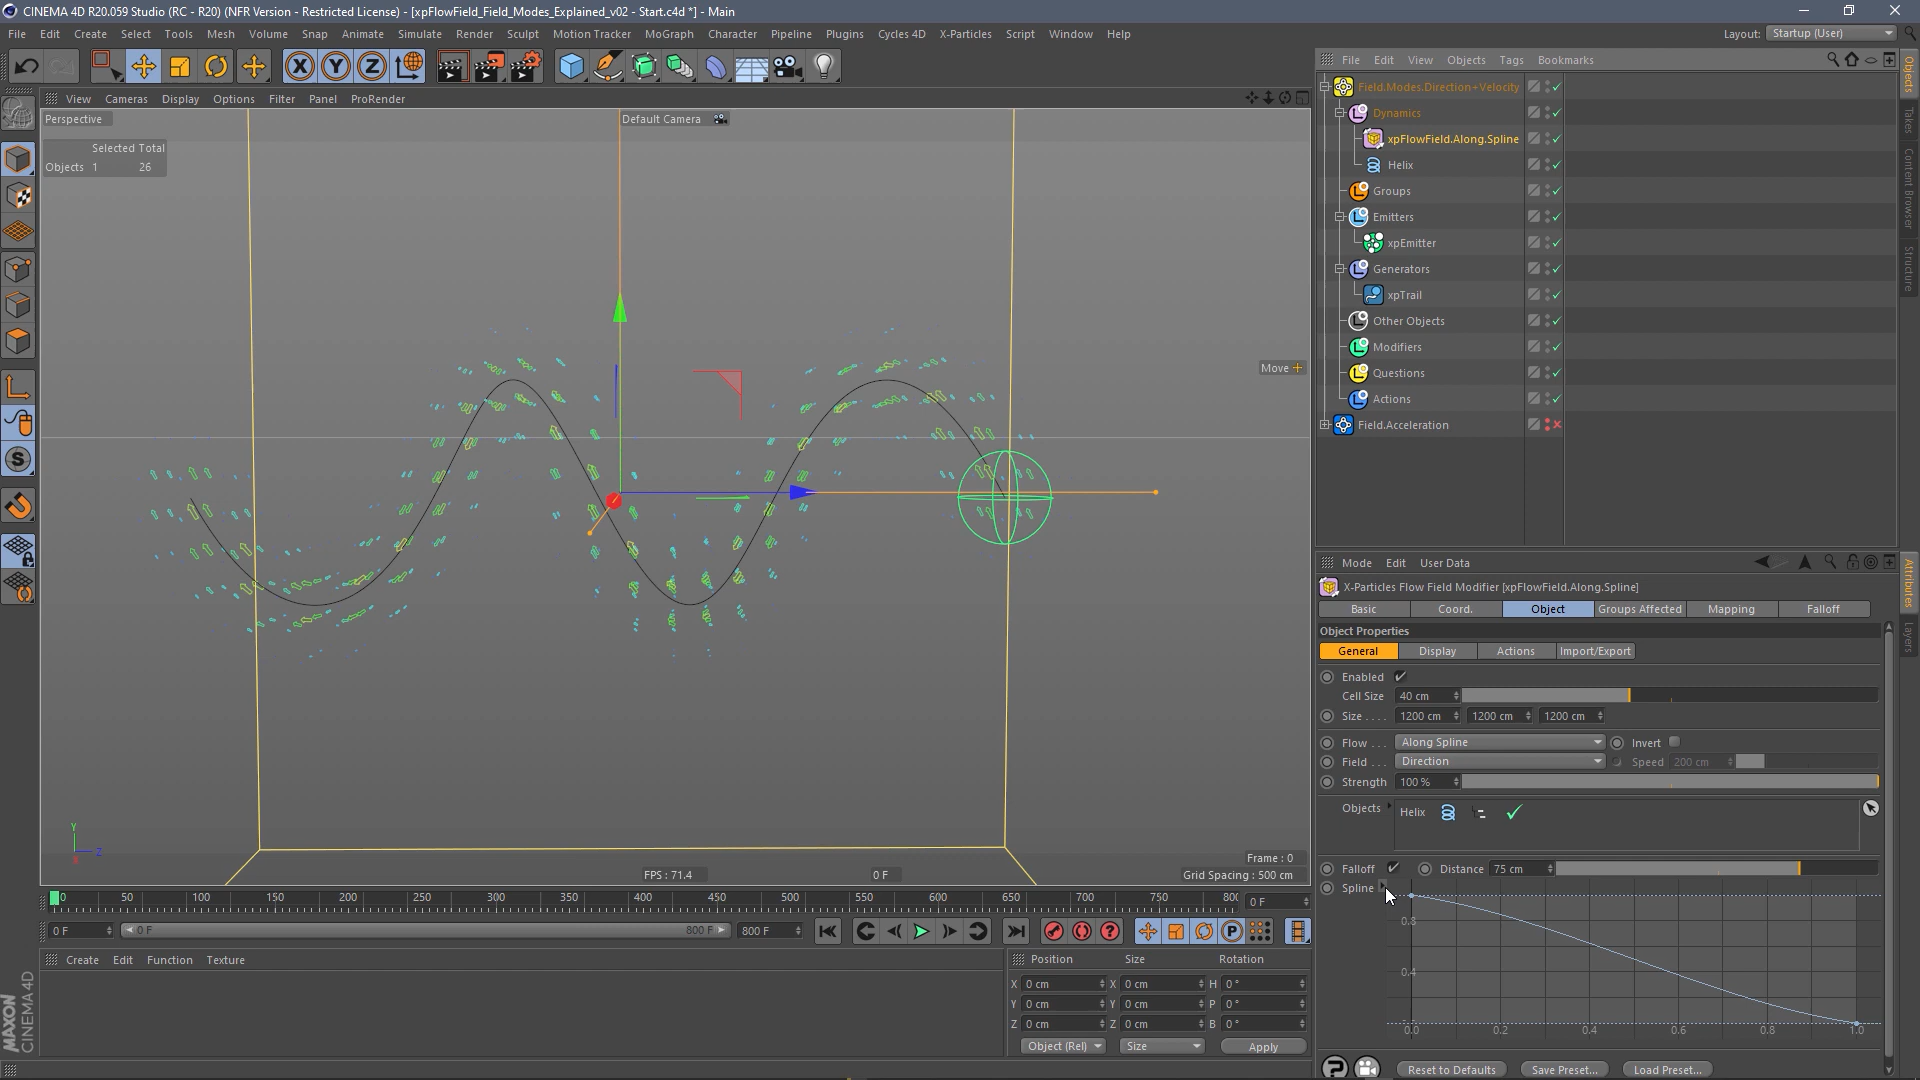 CINEMA 4D R20.059 Studio (RC - R20) (NFR Version - Restricted License) - [xpFlowField_Field_Modes_Explained_v02 - Start.c4d *] - Main
File Edit Create Select Tools Mesh Volume Snap Animate Simulate Render Sculpt Motion Tracker MoGraph Character Pipeline Plugins Cycles 4D X-Particles Script Window Help
Layout: Startup (User)
X Y Z
File Edit View Objects Tags Bookmarks
View Cameras Display Options Filter Panel ProRender
Perspective
Default Camera
Selected Total
Objects 1 26
Move
Y
Z
X
Frame : 0
FPS : 71.4
0 F
Grid Spacing : 500 cm
Field.Modes.Direction+Velocity
Dynamics
xpFlowField.Along.Spline
Helix
Groups
Emitters
xpEmitter
Generators
xpTrail
Other Objects
Modifiers
Questions
Actions
Field.Acceleration
Objects
Takes
Content Browser
Structure
Mode Edit User Data
X-Particles Flow Field Modifier [xpFlowField.Along.Spline]
Basic Coord. Object Groups Affected Mapping Falloff
Object Properties
General Display Actions Import/Export
Enabled
Cell Size 40 cm
Size . . . . 1200 cm 1200 cm 1200 cm
Flow . . . Along Spline Invert
Field . . . Direction Speed 200 cm
Strength 100 %
Objects Helix
Falloff Distance 75 cm
Spline
0.8
0.4
0.0 0.2 0.4 0.6 0.8 1.0
Reset to Defaults Save Preset... Load Preset...
Attributes
Layers
0 50 100 150 200 250 300 350 400 450 500 550 600 650 700 750 80
0 F
0 F 0 F 800 F 800 F
P
Create Edit Function Texture
Position Size Rotation
X 0 cm X 0 cm H 0 °
Y 0 cm Y 0 cm P 0 °
Z 0 cm Z 0 cm B 0 °
Object (Rel) Size Apply
MAXON
CINEMA 4D